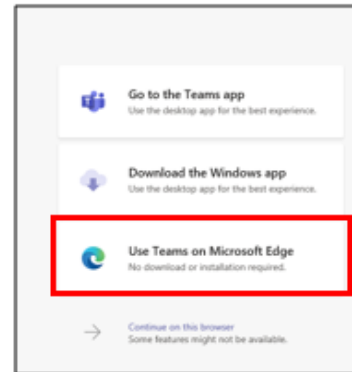 Go to the Teams app
Use the desktop app for the best experience.
Download the Windows app
Use the desktop app for the best experience.
Use Teams on Microsoft Edge
No download or installation required.
Continue on this browser
Some features might not be available.